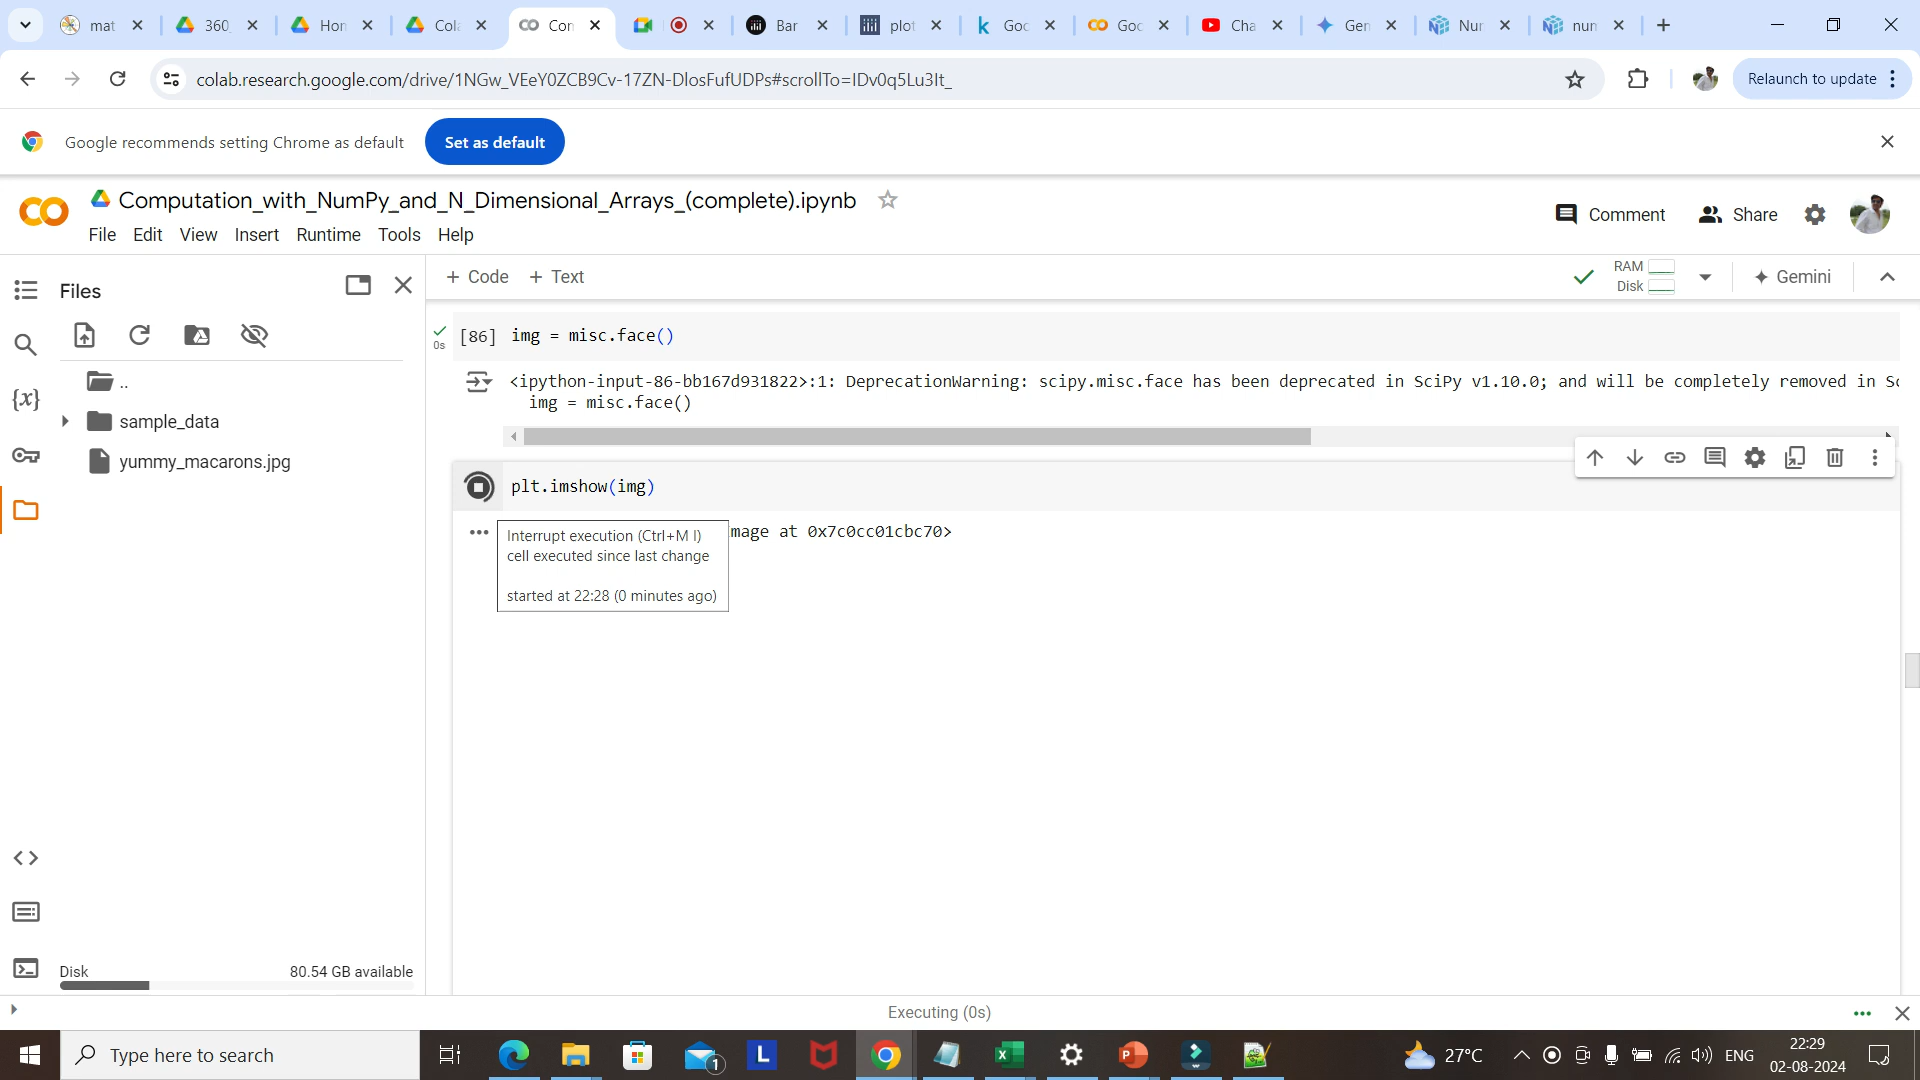 mat
360
Hon
Cola
Con
Bar
plot
Goo
Goo
Cha
Gen
Nur
num
colab.research.google.com/drive/1NGw_VEeY0ZCB9Cv-17ZN-DlosFufUDPs#scrollTo=IDv0q5Lu3It_
Relaunch to update
Google recommends setting Chrome as default
Set as default
Computation_with_NumPy_and_N_Dimensional_Arrays_(complete).ipynb
Comment
Share
File Edit View Insert Runtime Tools Help
Files
+ Code + Text
RAM
Disk
Gemini
[86] img = misc.face()
0s
<ipython-input-86-bb167d931822>:1: DeprecationWarning: scipy.misc.face has been deprecated in SciPy v1.10.0; and will be completely removed in Sc
img = misc.face()
..
sample_data
{x}
yummy_macarons.jpg
plt.imshow(img)
mage at 0x7c0cc01cbc70>
Interrupt execution (Ctrl+M I)
cell executed since last change
started at 22:28 (0 minutes ago)
Disk 80.54 GB available
Executing (0s)
Type here to search
1
L
27°C
ENG
22:29
02-08-2024